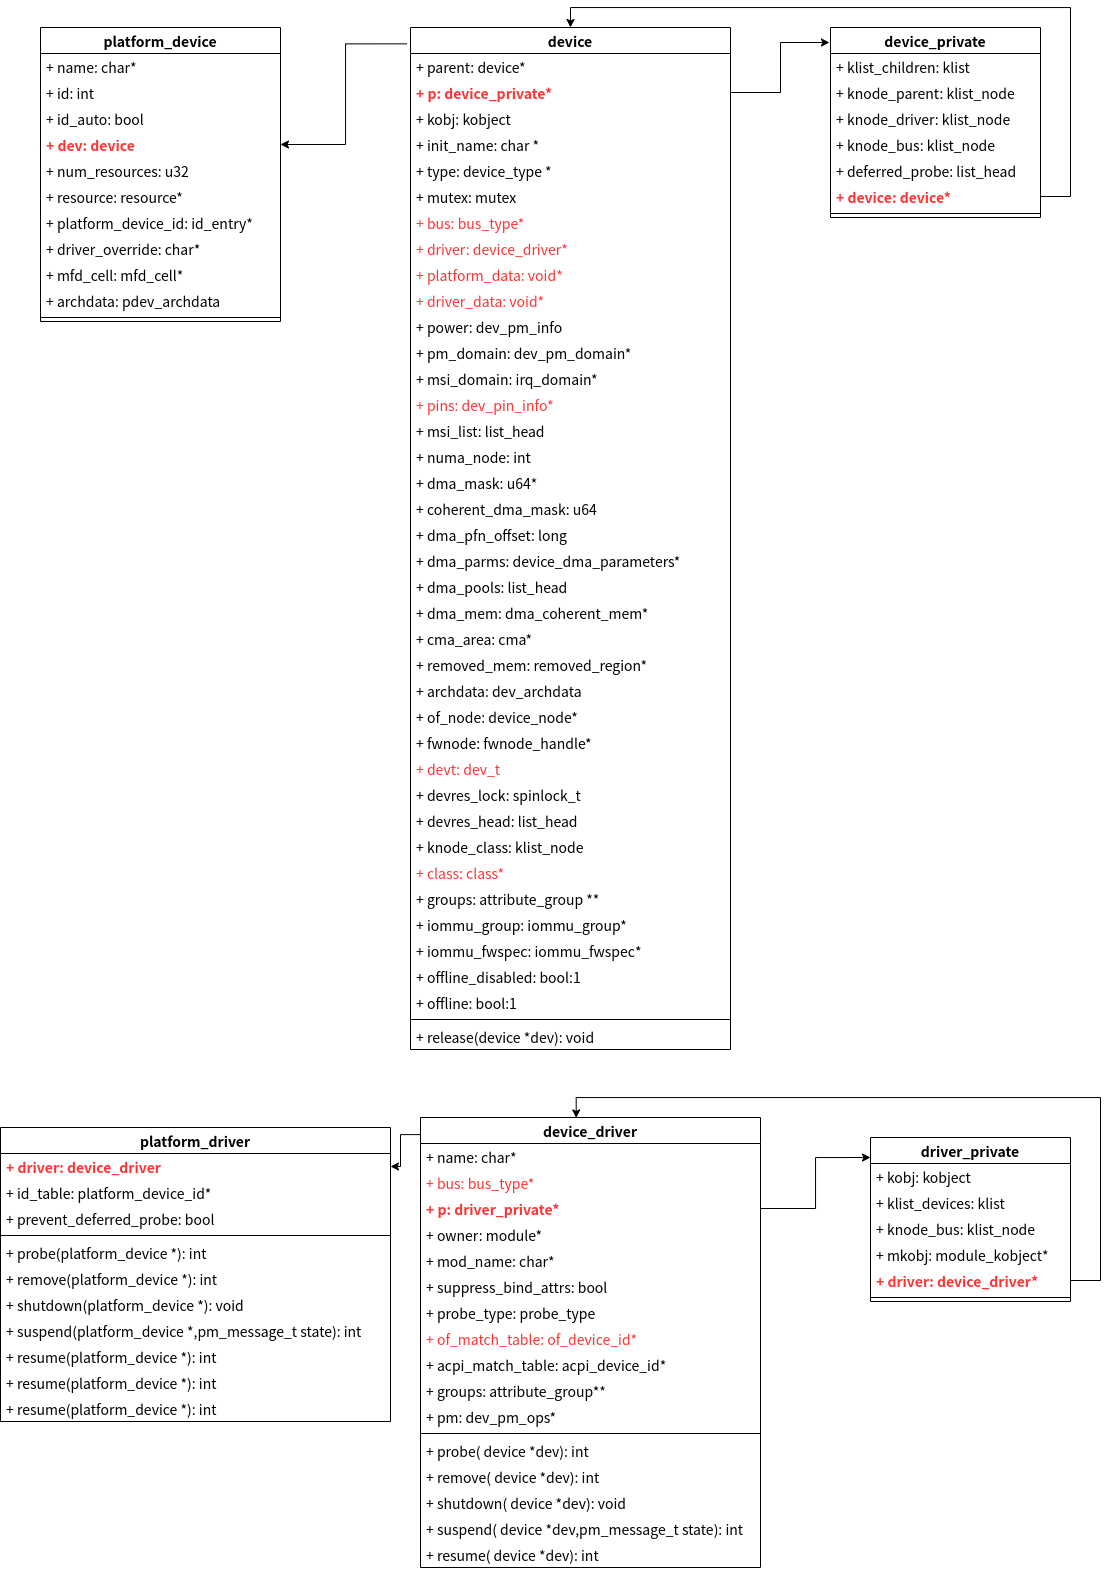 platform_device
+ name: char*
+ id: int
+ id_auto: bool
+ dev: device
+ num_resources: u32
+ resource: resource*
+ platform_device_id: id_entry*
+ driver_override: char*
+ mfd_cell: mfd_cell*
+ archdata: pdev_archdata
device
+ parent: device*
+ p: device_private*
+ kobj: kobject
+ init_name: char *
+ type: device_type *
+ mutex: mutex
+ bus: bus_type*
+ driver: device_driver*
+ platform_data: void*
+ driver_data: void*
+ power: dev_pm_info
+ pm_domain: dev_pm_domain*
+ msi_domain: irq_domain*
+ pins: dev_pin_info*
+ msi_list: list_head
+ numa_node: int
+ dma_mask: u64*
+ coherent_dma_mask: u64
+ dma_pfn_offset: long
+ dma_parms: device_dma_parameters*
+ dma_pools: list_head
+ dma_mem: dma_coherent_mem*
+ cma_area: cma*
+ removed_mem: removed_region*
+ archdata: dev_archdata
+ of_node: device_node*
+ fwnode: fwnode_handle*
+ devt: dev_t
+ devres_lock: spinlock_t
+ devres_head: list_head
+ knode_class: klist_node
+ class: class*
+ groups: attribute_group **
+ iommu_group: iommu_group*
+ iommu_fwspec: iommu_fwspec*
+ offline_disabled: bool:1
+ offline: bool:1
+ release(device *dev): void
device_private
+ klist_children: klist
+ knode_parent: klist_node
+ knode_driver: klist_node
+ knode_bus: klist_node
+ deferred_probe: list_head
+ device: device*
platform_driver
+ driver: device_driver
+ id_table: platform_device_id*
+ prevent_deferred_probe: bool
+ probe(platform_device *): int
+ remove(platform_device *): int
+ shutdown(platform_device *): void
+ suspend(platform_device *,pm_message_t state): int
+ resume(platform_device *): int
+ resume(platform_device *): int
+ resume(platform_device *): int
device_driver
+ name: char*
+ bus: bus_type*
+ p: driver_private*
+ owner: module*
+ mod_name: char*
+ suppress_bind_attrs: bool
+ probe_type: probe_type
+ of_match_table: of_device_id*
+ acpi_match_table: acpi_device_id*
+ groups: attribute_group**
+ pm: dev_pm_ops*
+ probe( device *dev): int
+ remove( device *dev): int
+ shutdown( device *dev): void
+ suspend( device *dev,pm_message_t state): int
+ resume( device *dev): int
driver_private
+ kobj: kobject
+ klist_devices: klist
+ knode_bus: klist_node
+ mkobj: module_kobject*
+ driver: device_driver*